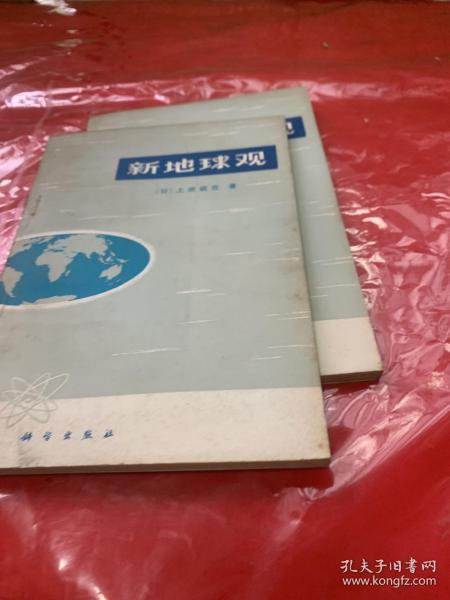 新地球观
〔日〕上田诚也 著
科学出版社
观
孔夫子旧书网
www.kongfz.com